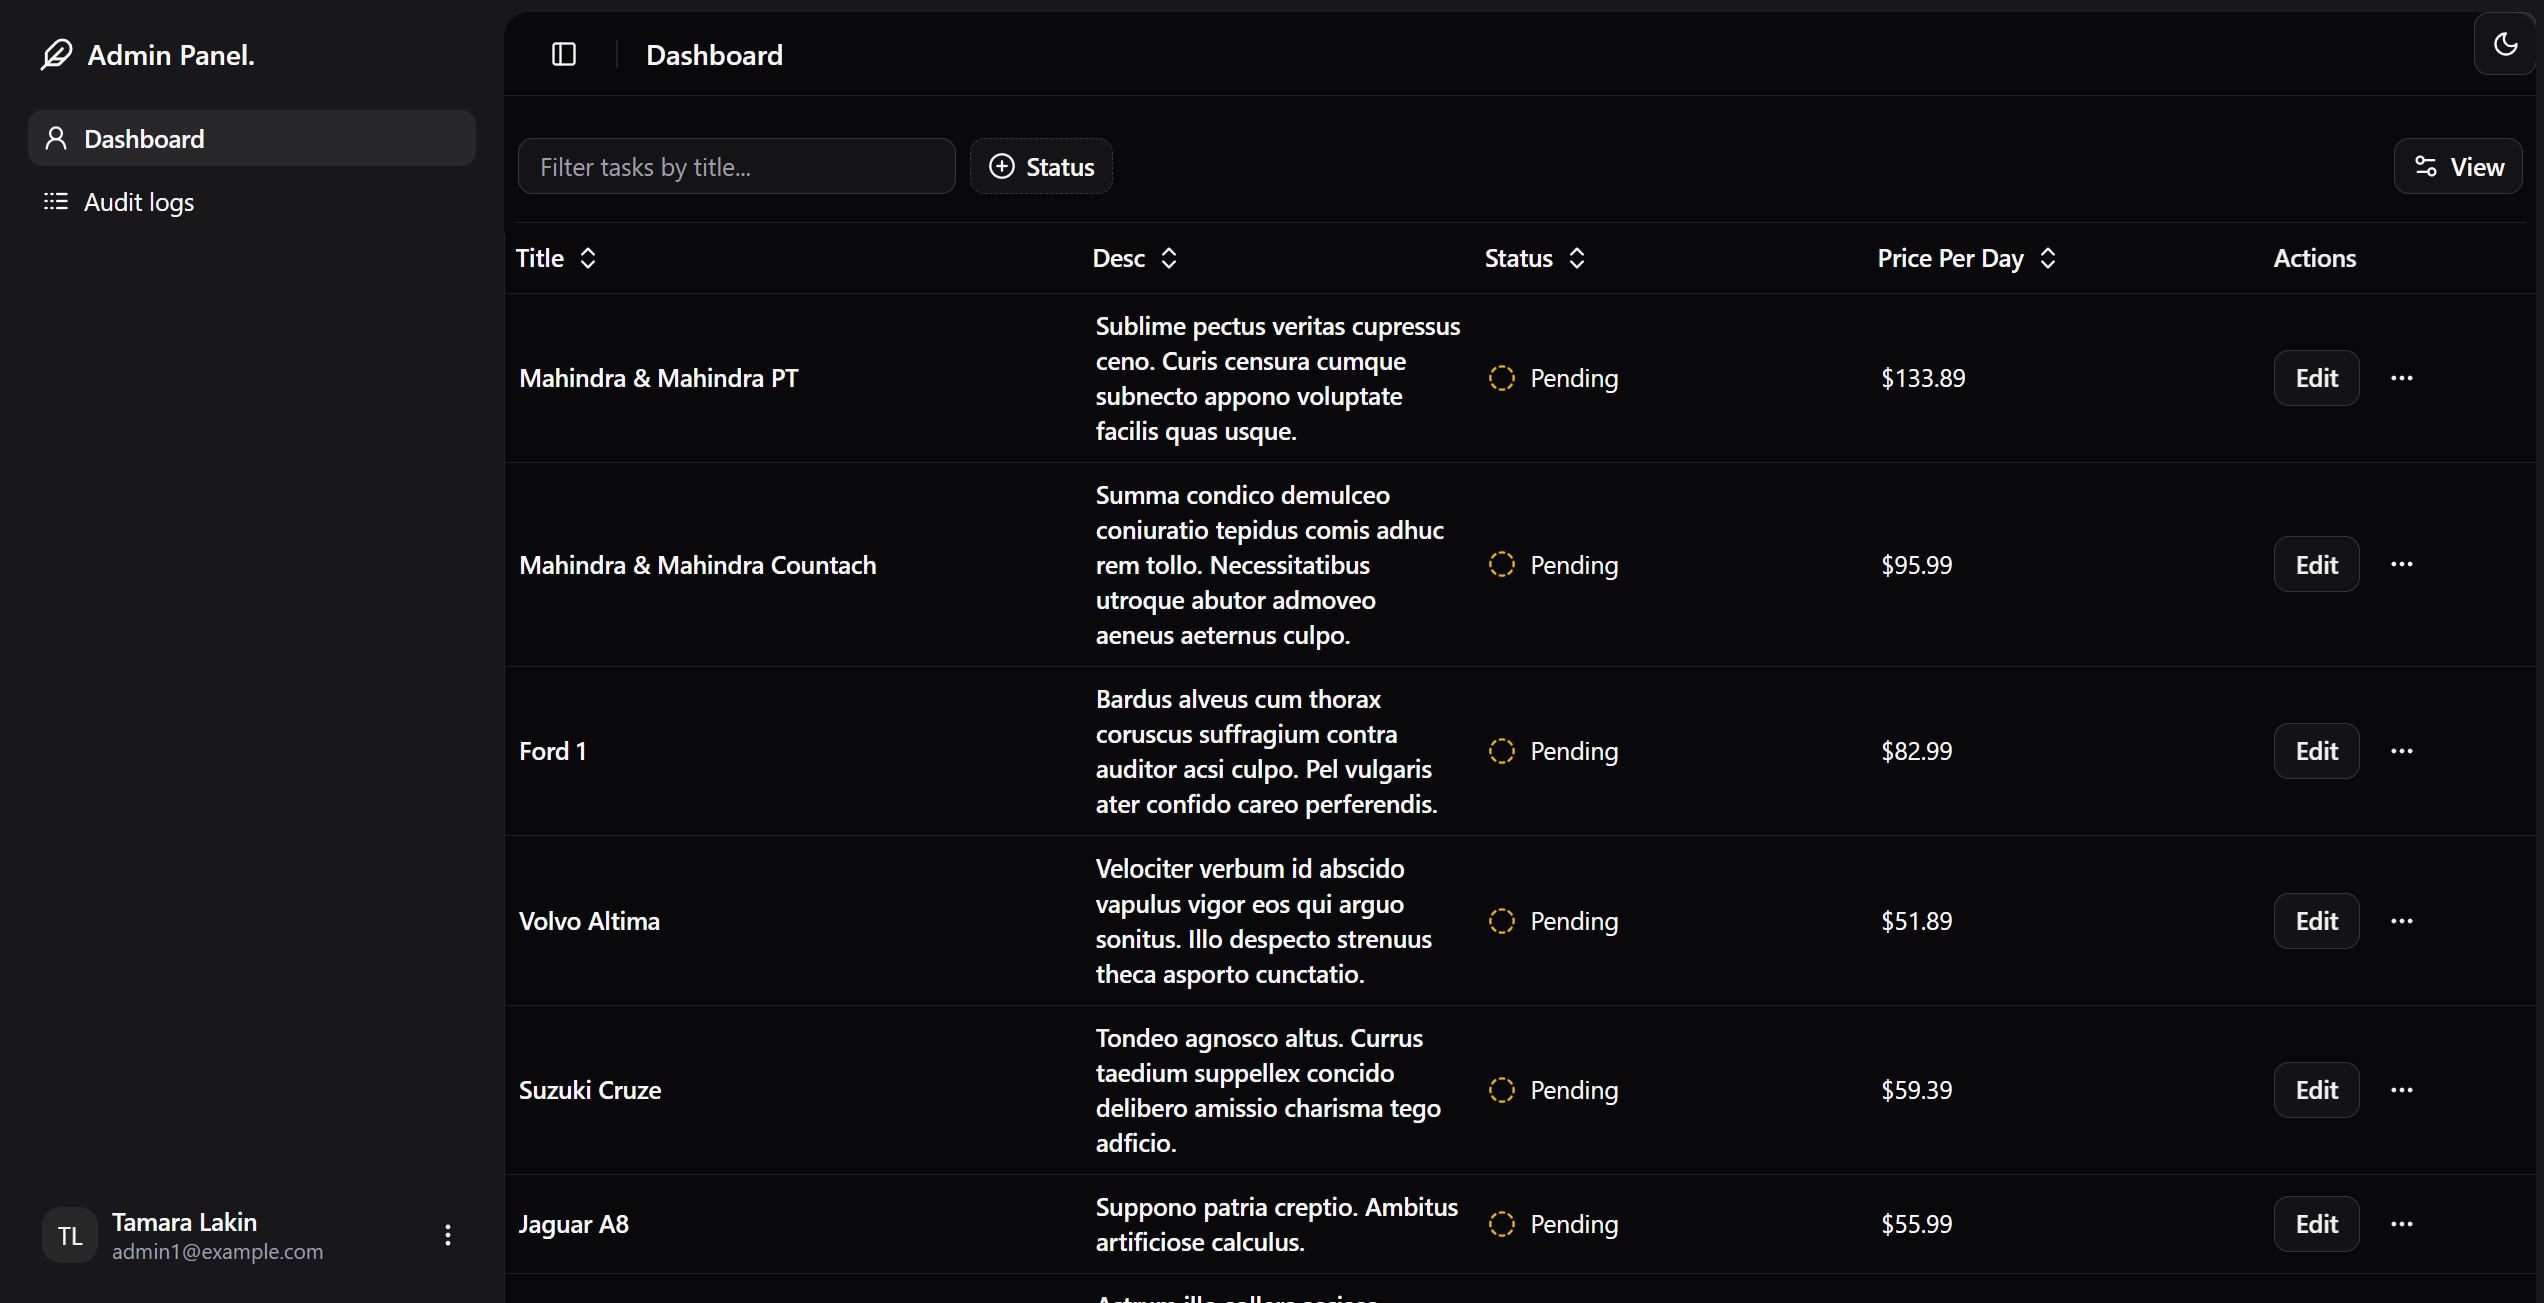 Admin Panel.
Dashboard
Audit logs
Dashboard
Filter tasks by title...
Status
View
Title
Desc
Status
Price Per Day
Actions
Mahindra & Mahindra PT
Sublime pectus veritas cupressus
ceno. Curis censura cumque
subnecto appono voluptate
facilis quas usque.
Pending
$133.89
Edit
Mahindra & Mahindra Countach
Summa condico demulceo
coniuratio tepidus comis adhuc
rem tollo. Necessitatibus
utroque abutor admoveo
aeneus aeternus culpo.
Pending
$95.99
Edit
Ford 1
Bardus alveus cum thorax
coruscus suffragium contra
auditor acsi culpo. Pel vulgaris
ater confido careo perferendis.
Pending
$82.99
Edit
Volvo Altima
Velociter verbum id abscido
vapulus vigor eos qui arguo
sonitus. Illo despecto strenuus
theca asporto cunctatio.
Pending
$51.89
Edit
Suzuki Cruze
Tondeo agnosco altus. Currus
taedium suppellex concido
delibero amissio charisma tego
adficio.
Pending
$59.39
Edit
Jaguar A8
Suppono patria creptio. Ambitus
artificiose calculus.
Pending
$55.99
Edit
TL
Tamara Lakin
admin1@example.com